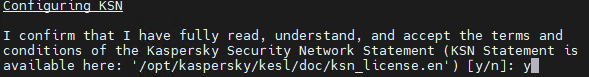 Configuring KSN
I confirm that I have fully read, understand, and accept the terms and
conditions of the Kaspersky Security Network Statement (KSN Statement is
available here: '/opt/kaspersky/kesl/doc/ksn_license.en') [y/n]: y